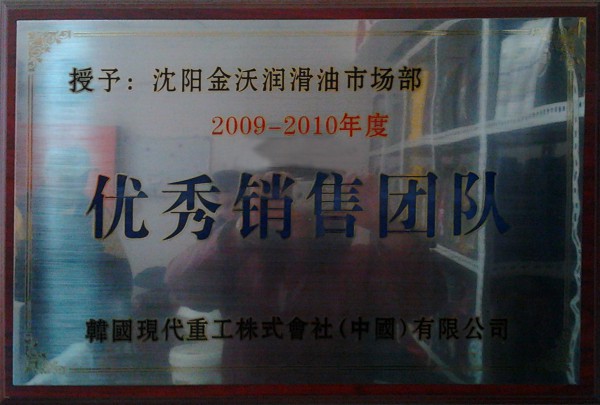 授予：沈阳金沃润滑油市场部
2009-2010年度
优秀销售团队
韓國現代重工株式會社(中國)有限公司